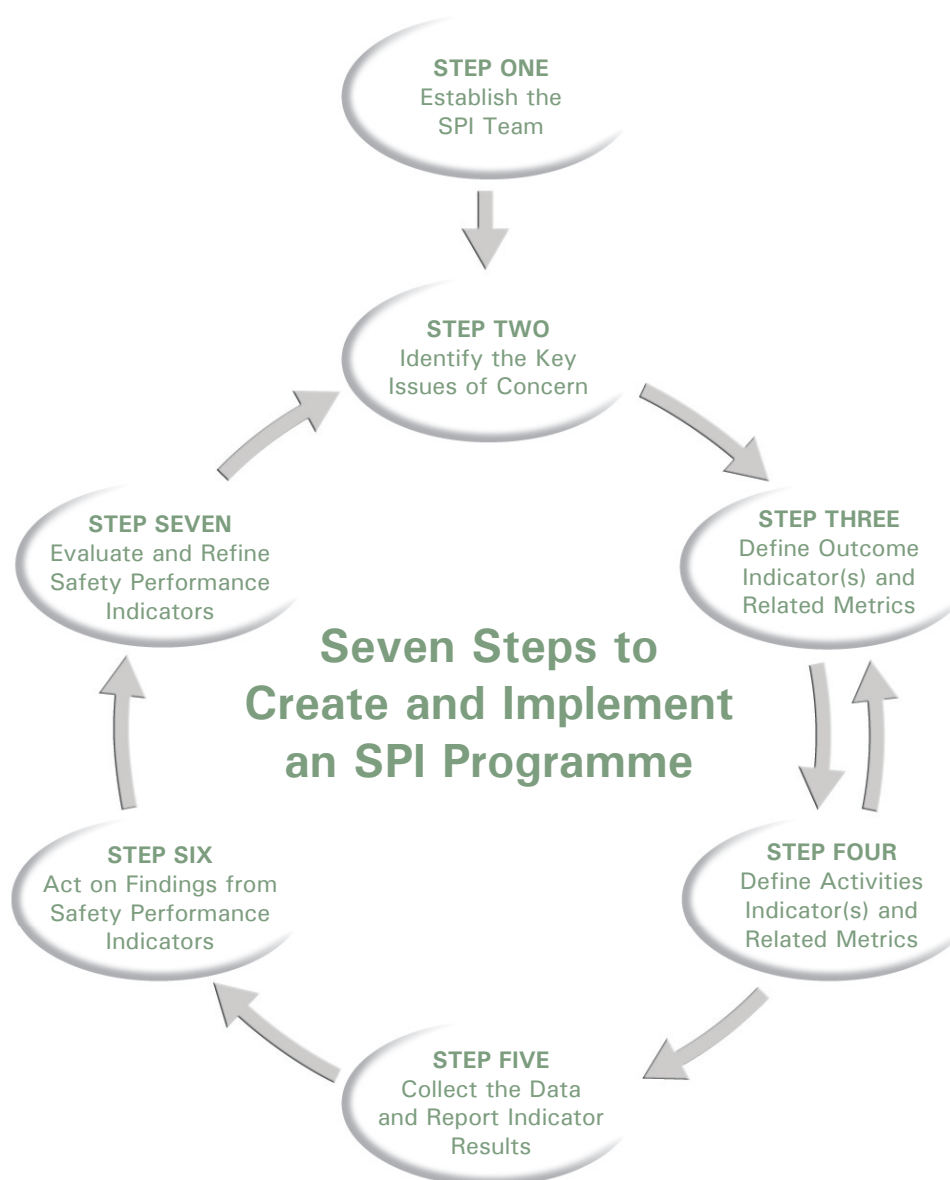 STEP ONE
Establish the
SPI Team
STEP TWO
Identify the Key
Issues of Concern
STEP THREE
Define Outcome
Indicator(s) and
Related Metrics
STEP FOUR
Define Activities
Indicator(s) and
Related Metrics
STEP FIVE
Collect the Data
and Report Indicator
Results
STEP SIX
Act on Findings from
Safety Performance
Indicators
STEP SEVEN
Evaluate and Refine
Safety Performance
Indicators
Seven Steps to
Create and Implement
an SPI Programme